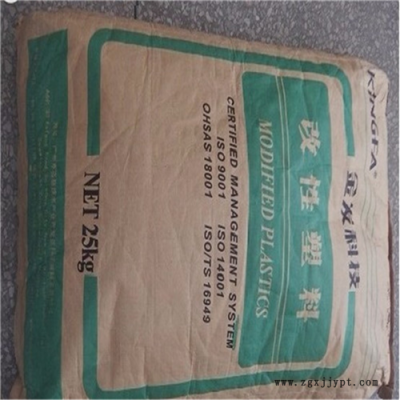 KINGFA
金发科技
改性塑料
MODIFIED PLASTICS
CERTIFIED MANAGEMENT SYSTEM
ISO 9001 ISO 14001
OHSAS 18001 ISO/TS 16949
NET 25kg
www.zgxjjypt.com